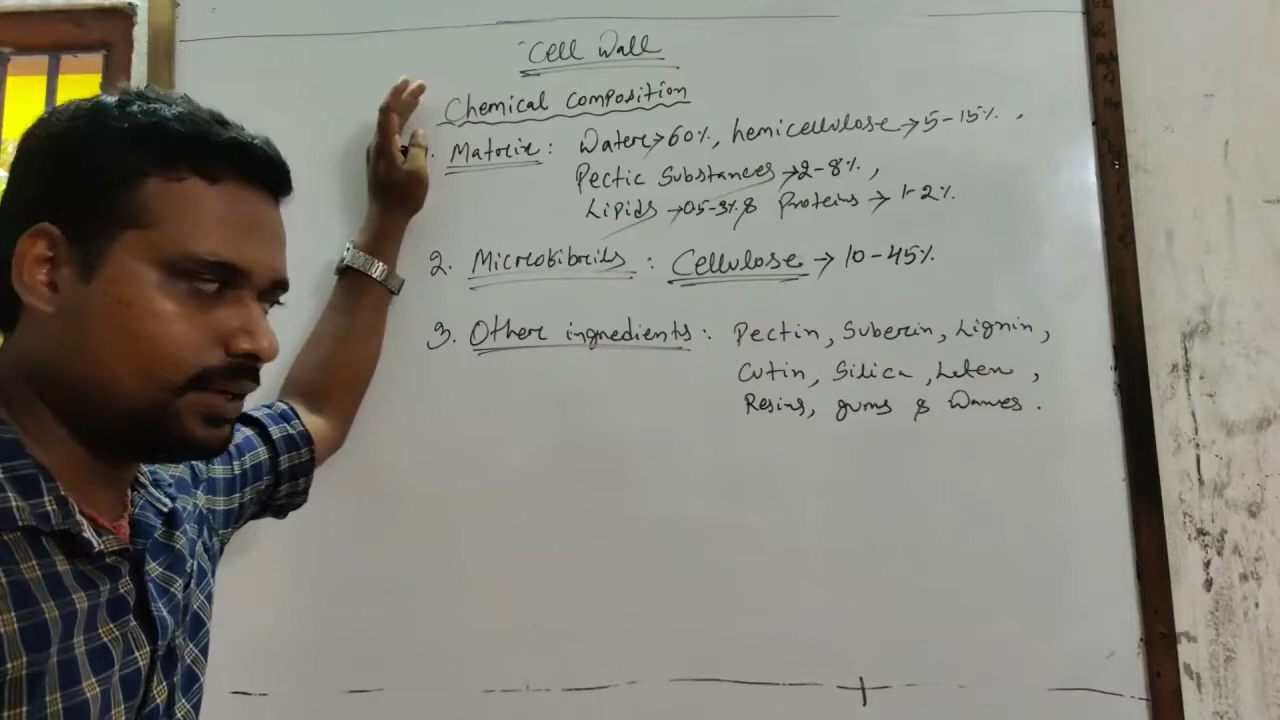 Cell Wall
Chemical composition
1. Matrix : Water → 60%, hemicellulose → 5-15% ,
Pectic Substances → 2-8% ,
Lipids → 0.5-3% & Proteins → 1-2%.
2. Microfibrils : Cellulose → 10-45%.
3. Other ingredients : Pectin, Suberin, Lignin,
Cutin, Silica, Latex ,
Resins, gums & Waxes .